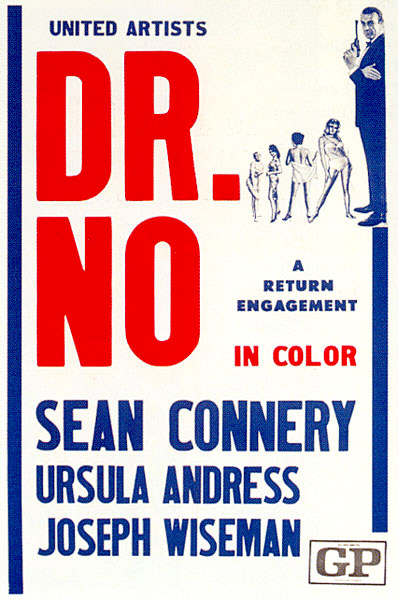 UNITED ARTISTS
DR.
NO
A
RETURN
ENGAGEMENT
IN COLOR
SEAN CONNERY
URSULA ANDRESS
JOSEPH WISEMAN
GP